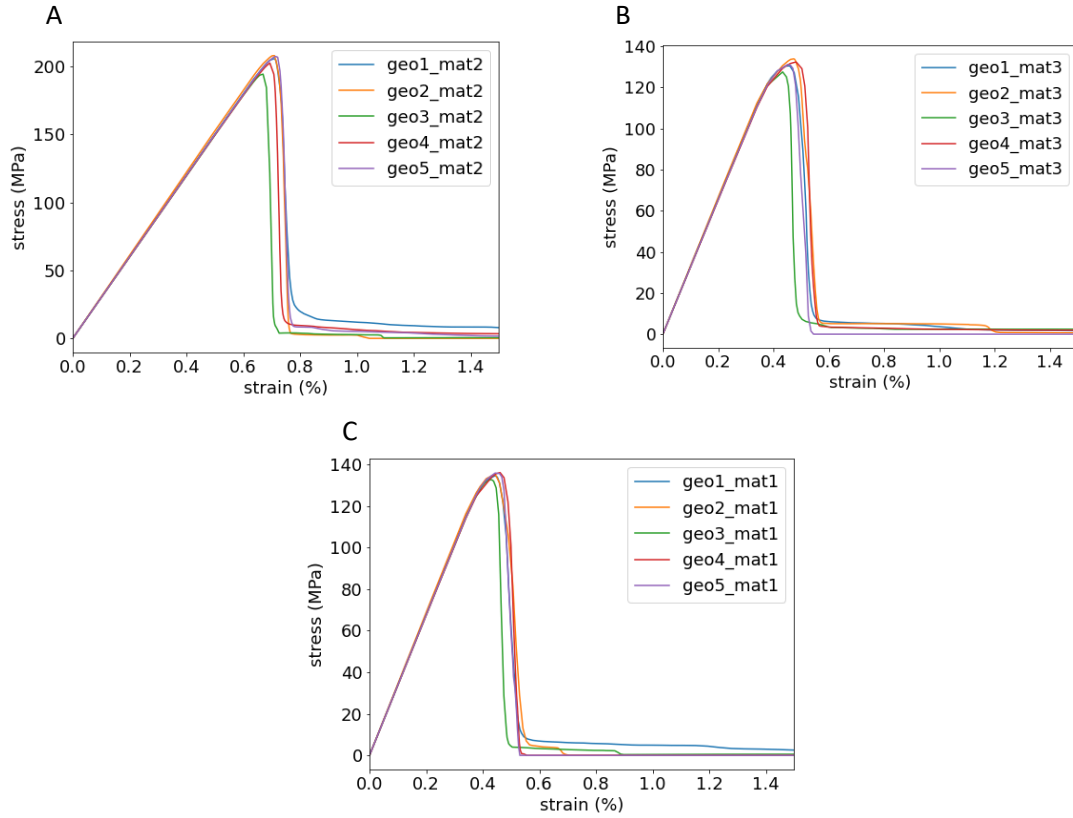 A
geo1_mat2
geo2_mat2
geo3_mat2
geo4_mat2
geo5_mat2
200
150
100
50
0
stress (MPa)
0.0 0.2 0.4 0.6 0.8 1.0 1.2 1.4
strain (%)
B
geo1_mat3
geo2_mat3
geo3_mat3
geo4_mat3
geo5_mat3
140
120
100
80
60
40
20
0
stress (MPa)
0.0 0.2 0.4 0.6 0.8 1.0 1.2 1.4
strain (%)
C
geo1_mat1
geo2_mat1
geo3_mat1
geo4_mat1
geo5_mat1
140
120
100
80
60
40
20
0
stress (MPa)
0.0 0.2 0.4 0.6 0.8 1.0 1.2 1.4
strain (%)